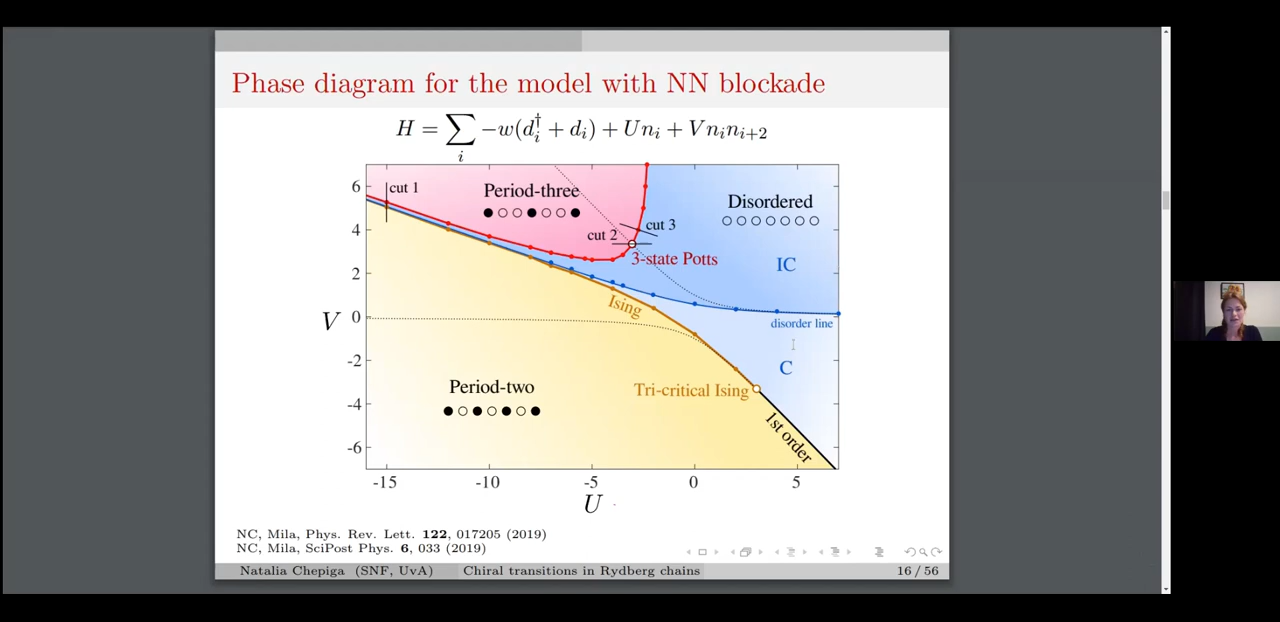 Phase diagram for the model with NN blockade
H = ∑_i −w(d_i^† + d_i) + Un_i + Vn_in_{i+2}
6
cut 1
Period-three
Disordered
4
cut 2
cut 3
3-state Potts
IC
2
Ising
V
0
disorder line
-2
C
Period-two
Tri-critical Ising
-4
1st order
-6
-15 -10 -5 0 5
U
NC, Mila, Phys. Rev. Lett. 122, 017205 (2019)
NC, Mila, SciPost Phys. 6, 033 (2019)
Natalia Chepiga (SNF, UvA) Chiral transitions in Rydberg chains 16 / 56